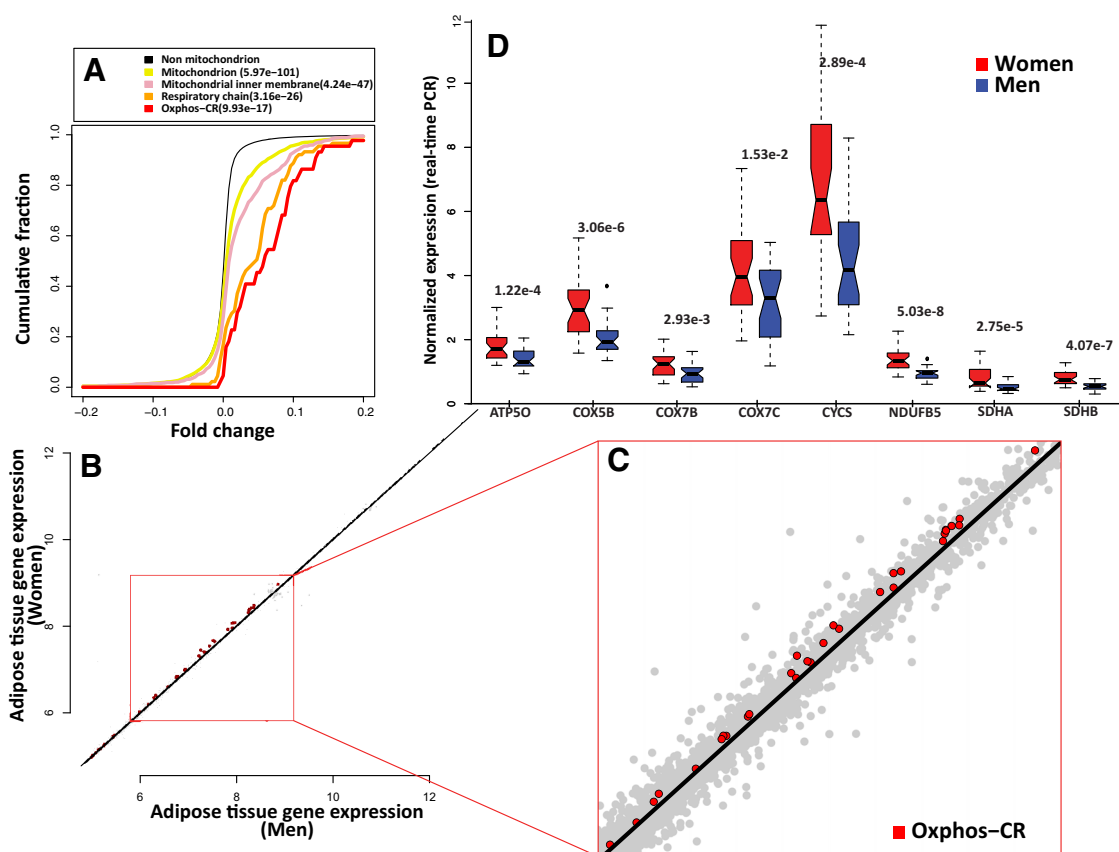 A
Non mitochondrion
Mitochondrion (5.97e−101)
Mitochondrial inner membrane(4.24e−47)
Respiratory chain(3.16e−26)
Oxphos−CR(9.93e−17)
Cumulative fraction
1.0
0.8
0.6
0.4
0.2
0.0
-0.2
-0.1
0.0
0.1
0.2
Fold change
D
Women
Men
Normalized expression (real-time PCR)
12
10
8
6
4
2
0
1.22e-4
3.06e-6
2.93e-3
1.53e-2
2.89e-4
5.03e-8
2.75e-5
4.07e-7
ATP5O
COX5B
COX7B
COX7C
CYCS
NDUFB5
SDHA
SDHB
B
Adipose tissue gene expression
(Women)
12
10
8
6
6
8
10
12
Adipose tissue gene expression
(Men)
C
Oxphos−CR